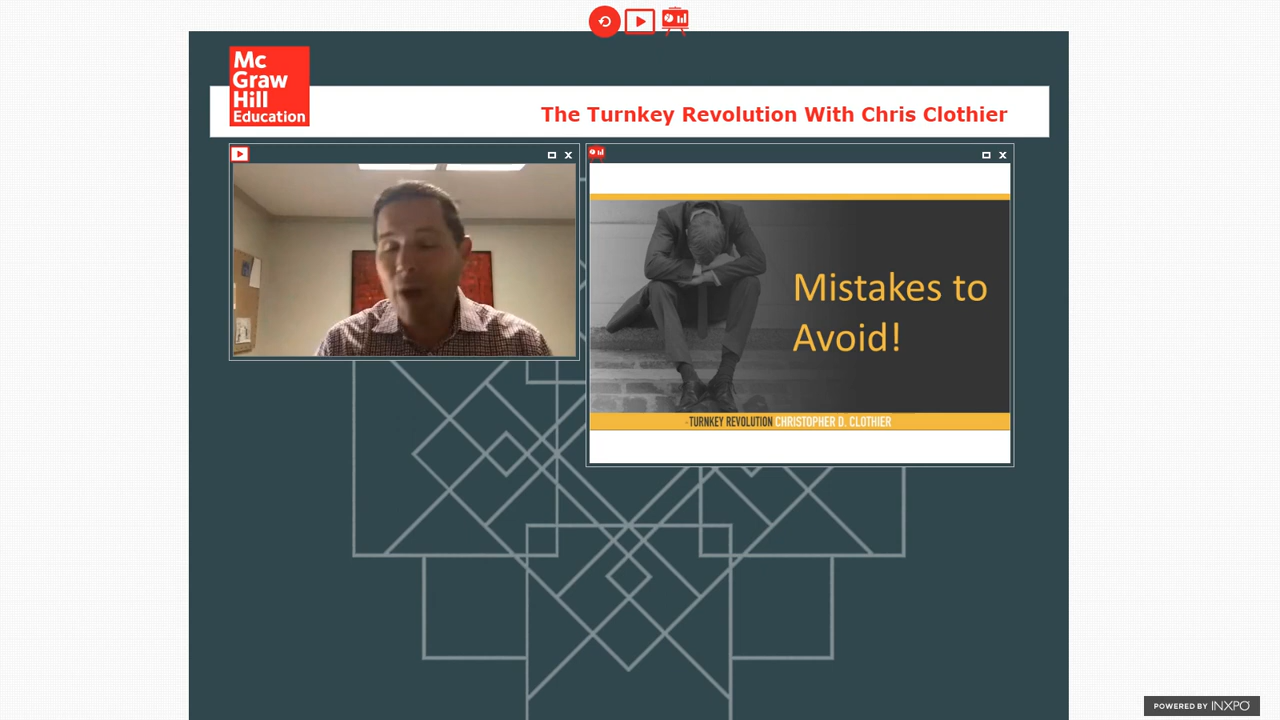 Mc
Graw
Hill
Education
The Turnkey Revolution With Chris Clothier
Mistakes to
Avoid!
-TURNKEY REVOLUTION CHRISTOPHER D. CLOTHIER
POWERED BY INXPO